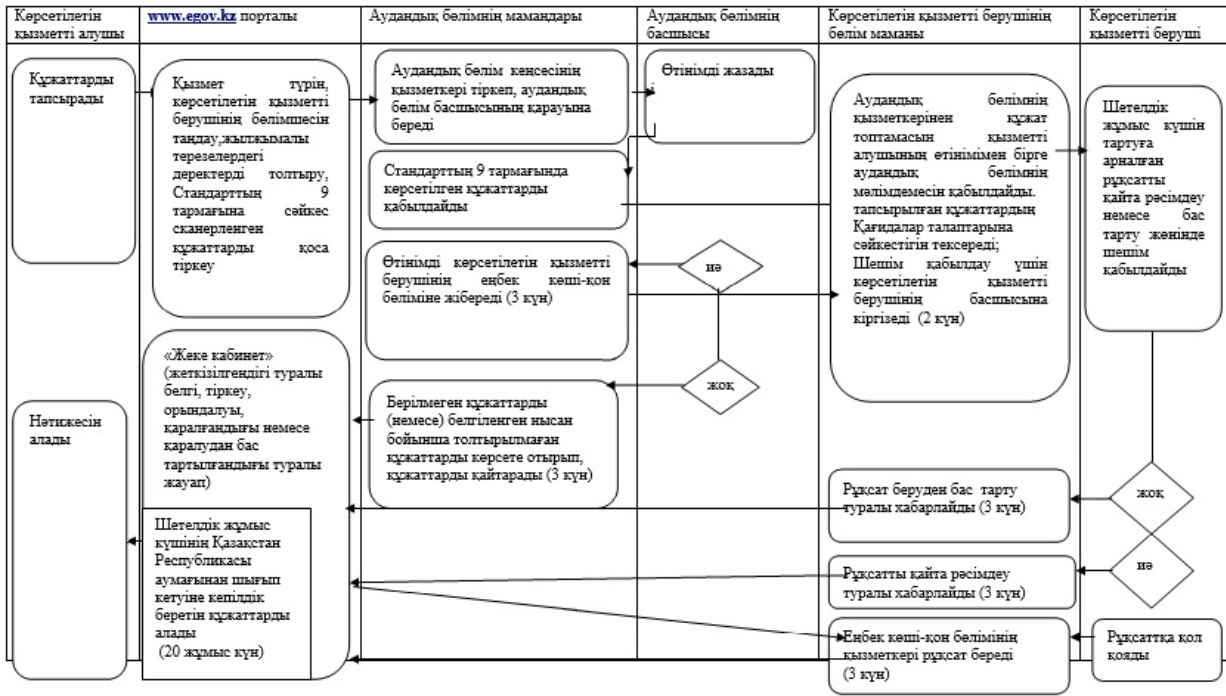 Көрсетілетін
қызметті алушы
www.egov.kz порталы
Аудандық бөлімнің мамандары
Аудандық бөлімнің
басшысы
Көрсетілетін қызметті берушінің
бөлім маманы
Көрсетілетін
қызметті беруші
Құжаттарды
тапсырады
Қызмет түрін,
көрсетілетін қызметті
берушінің бөлімшесін
таңдау,жылжымалы
терезелердегі
деректерді толтыру,
Стандарттың 9
тармағына сәйкес
сканерленген
құжаттарды қоса
тіркеу
Аудандық бөлім кеңсесінің
қызметкері тіркеп, аудандық
бөлім басшысының қарауына
береді
Өтінімді жазады
і
Стандарттың 9 тармағында
көрсетілген құжаттарды
қабылдайды
Өтінімді көрсетілетін қызметті
берушінің еңбек көші-қон
бөліміне жібереді (3 күн)
иә
жоқ
Берілмеген құжаттарды
(немесе) белгіленген нысан
бойынша толтырылмаған
құжаттарды көрсете отырып,
құжаттарды қайтарады (3 күн)
Аудандық бөлімнің
қызметкерінен құжат
топтамасын қызметті
алушының өтінімімен бірге
аудандық бөлімнің
мәлімдемесін қабылдайды.
тапсырылған құжаттардың
Қағидалар талаптарына
сәйкестігін тексереді;
Шешім қабылдау үшін
көрсетілетін қызметті
берушінің басшысына
кіргізеді (2 күн)
Шетелдік
жұмыс күшін
тартуға
арналған
рұқсатты
қайта рәсімдеу
немесе бас
тарту жөнінде
шешім
қабылдайды
«Жеке кабинет»
(жеткізілгендігі туралы
белгі, тіркеу,
орындалуы,
қаралғандығы немесе
қаралудан бас
тартылғандығы туралы
жауап)
Нәтижесін
алады
Шетелдік жұмыс
күшінің Қазақстан
Республикасы
аумағынан шығып
кетуіне кепілдік
беретін құжаттарды
алады
(20 жұмыс күн)
Рұқсат беруден бас тарту
туралы хабарлайды (3 күн)
жоқ
Рұқсатты қайта рәсімдеу
туралы хабарлайды (3 күн)
иә
Еңбек көші-қон бөлімінің
қызметкері рұқсат береді
(3 күн)
Рұқсатқа қол
қояды